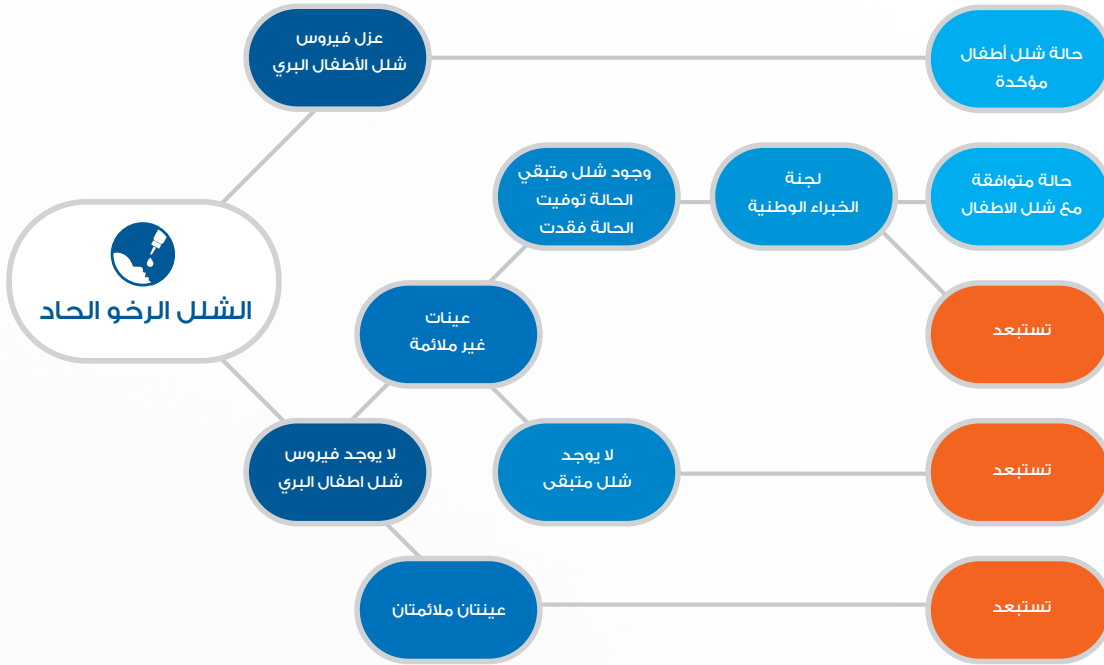 عزل فيروس
شلل الأطفال البري
حالة شلل أطفال
مؤكدة
وجود شلل متبقي
الحالة توفيت
الحالة فقدت
لجنة
الخبراء الوطنية
حالة متوافقة
مع شلل الاطفال
الشلل الرخو الحاد
عينات
غير ملائمة
تستبعد
لا يوجد فيروس
شلل اطفال البري
لا يوجد
شلل متبقى
تستبعد
عينتان ملائمتان
تستبعد